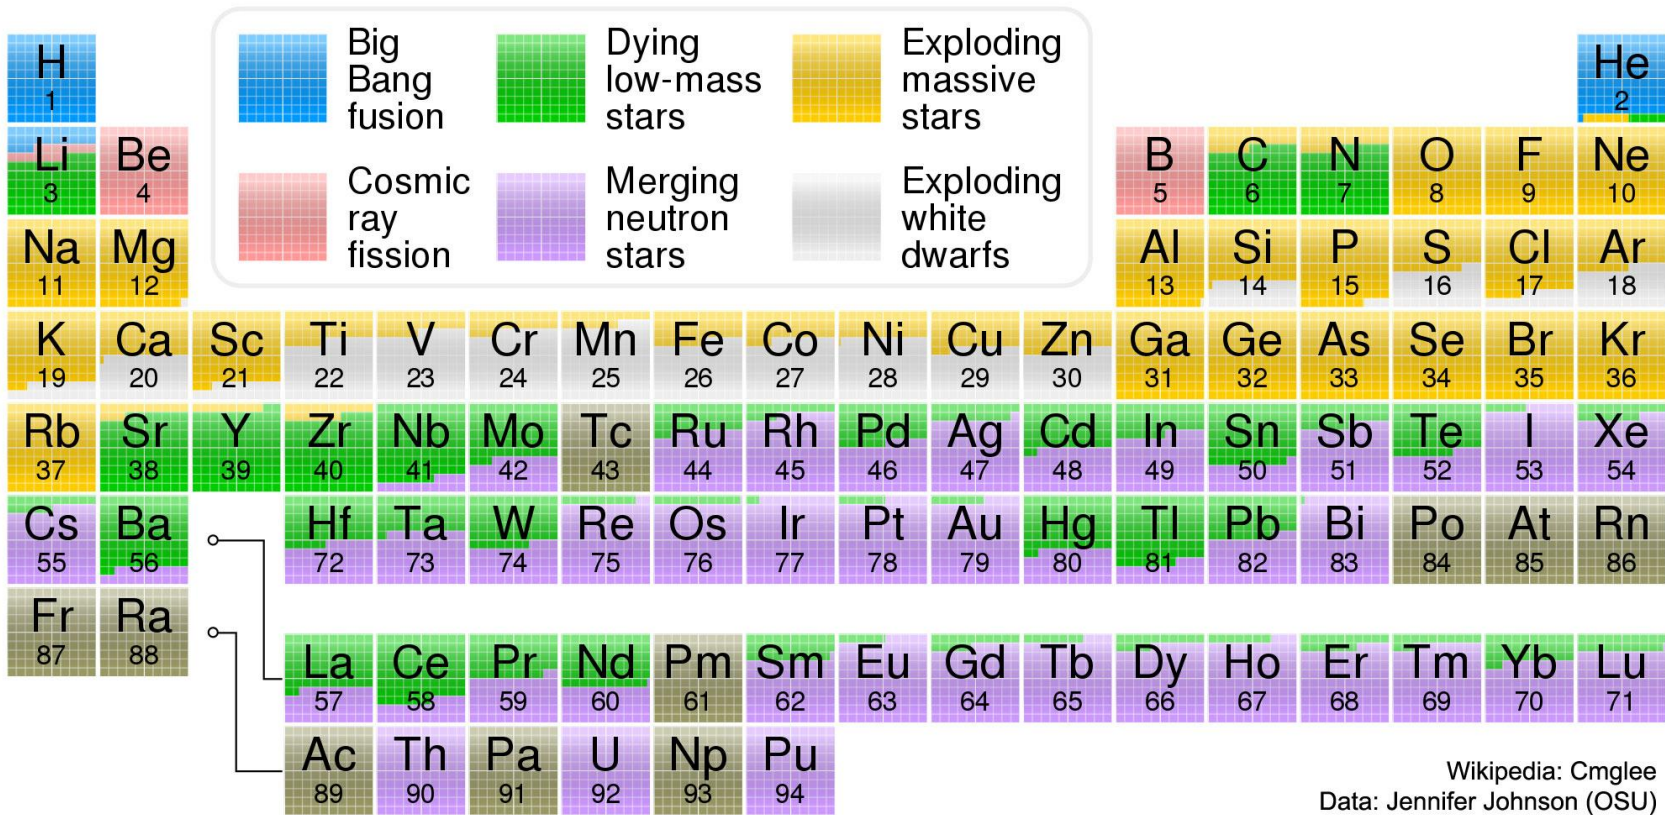 Big
Bang
fusion
Dying
low-mass
stars
Exploding
massive
stars
Cosmic
ray
fission
Merging
neutron
stars
Exploding
white
dwarfs
H He
1 2
Li Be B C N O F Ne
3 4 5 6 7 8 9 10
Na Mg Al Si P S Cl Ar
11 12 13 14 15 16 17 18
K Ca Sc Ti V Cr Mn Fe Co Ni Cu Zn Ga Ge As Se Br Kr
19 20 21 22 23 24 25 26 27 28 29 30 31 32 33 34 35 36
Rb Sr Y Zr Nb Mo Tc Ru Rh Pd Ag Cd In Sn Sb Te I Xe
37 38 39 40 41 42 43 44 45 46 47 48 49 50 51 52 53 54
Cs Ba Hf Ta W Re Os Ir Pt Au Hg Tl Pb Bi Po At Rn
55 56 72 73 74 75 76 77 78 79 80 81 82 83 84 85 86
Fr Ra
87 88
La Ce Pr Nd Pm Sm Eu Gd Tb Dy Ho Er Tm Yb Lu
57 58 59 60 61 62 63 64 65 66 67 68 69 70 71
Ac Th Pa U Np Pu
89 90 91 92 93 94
Wikipedia: Cmglee
Data: Jennifer Johnson (OSU)